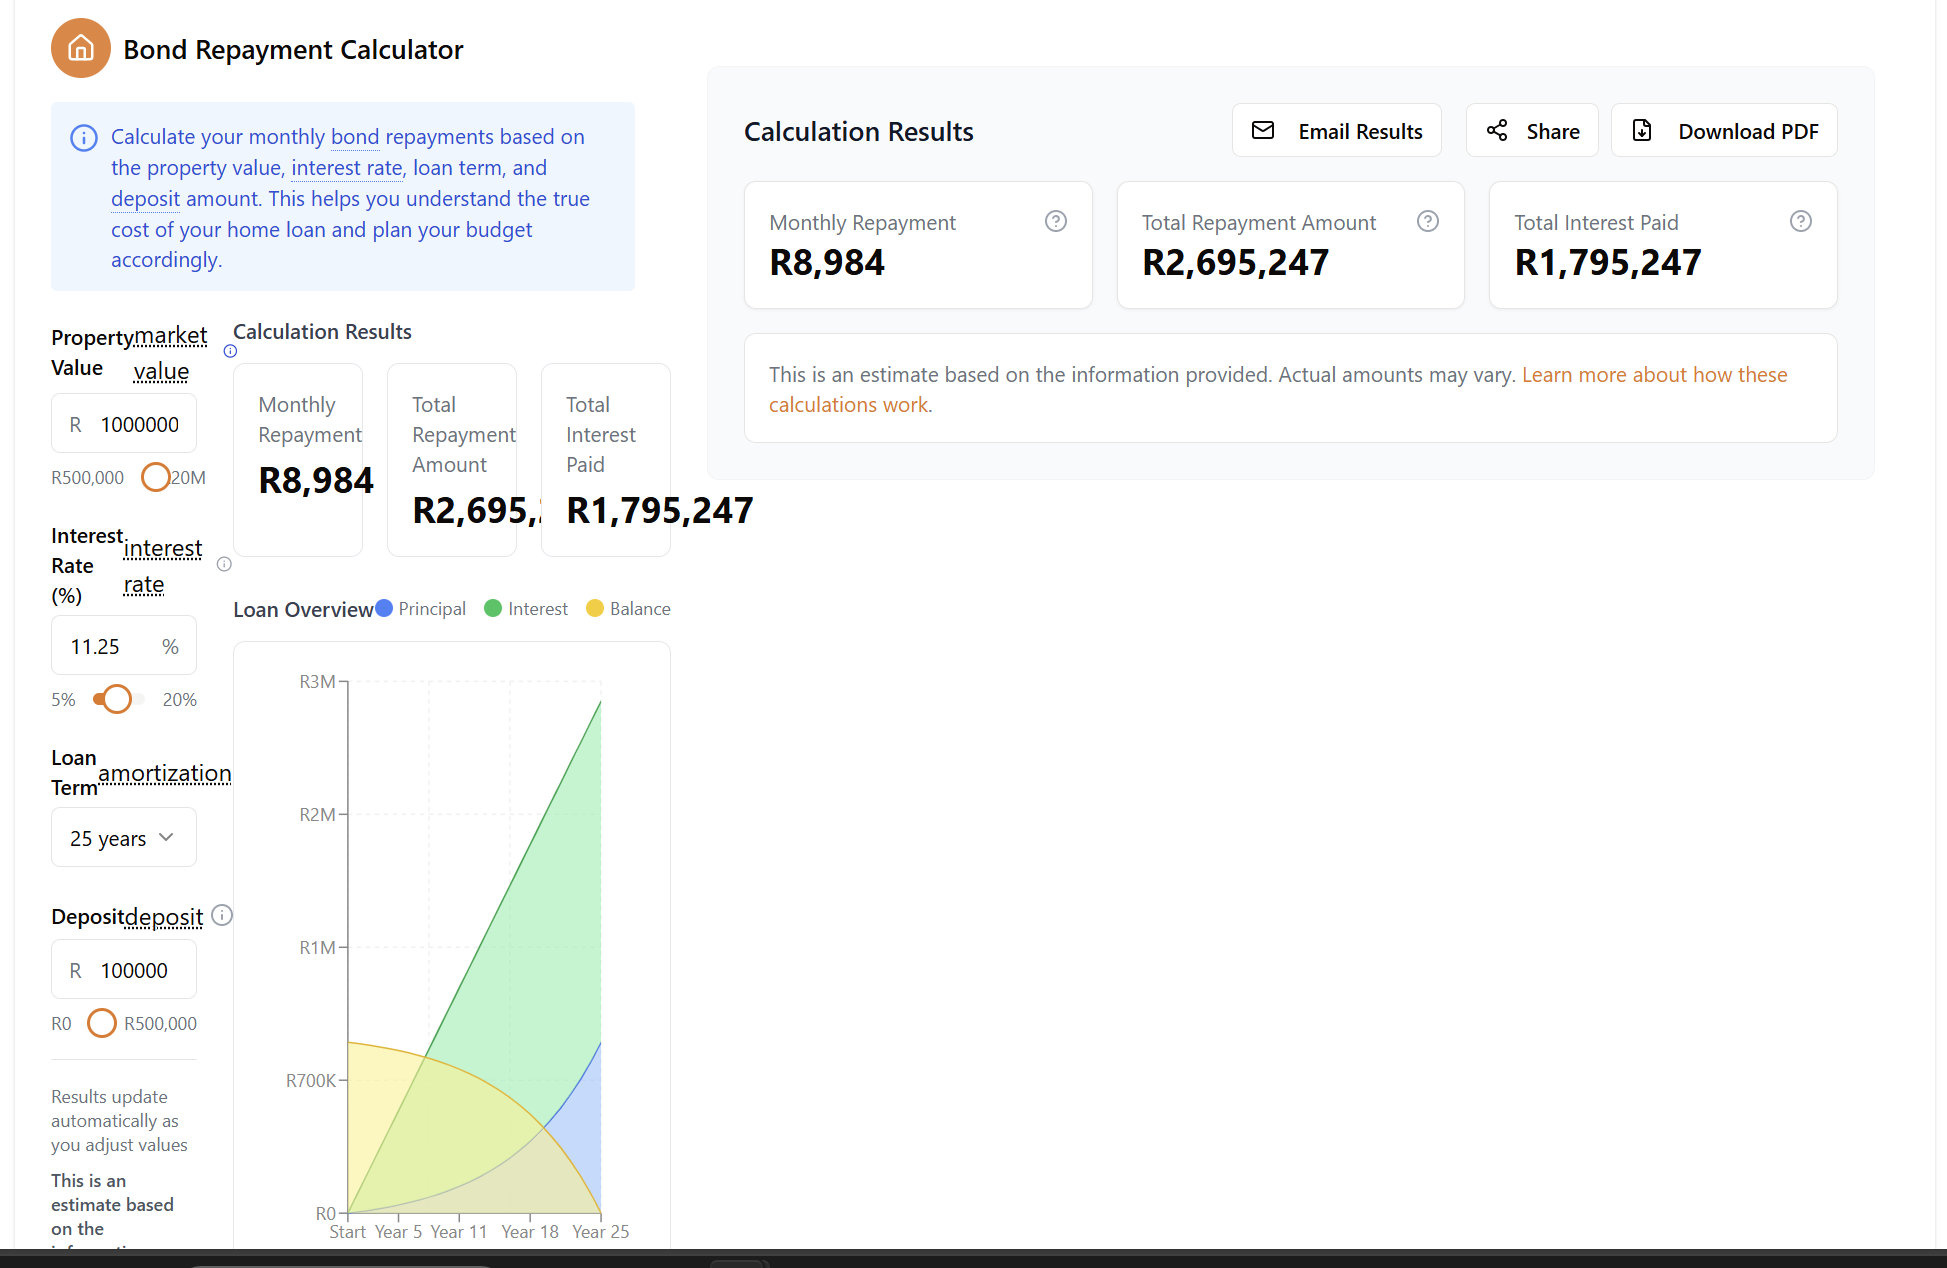 Bond Repayment Calculator
Calculate your monthly bond repayments based on
the property value, interest rate, loan term, and
deposit amount. This helps you understand the true
cost of your home loan and plan your budget
accordingly.
Property
Value
market
value
R 1000000
R500,000 20M
Interest
Rate
(%)
interest
rate
11.25 %
5% 20%
Loan
Term
amortization
25 years
Deposit deposit
R 100000
R0 R500,000
Results update
automatically as
you adjust values
This is an
estimate based
on the
Calculation Results
Monthly
Repayment
R8,984
Total
Repayment
Amount
R2,695,
Total
Interest
Paid
R1,795,247
Loan Overview Principal Interest Balance
R3M
R2M
R1M
R700K
R0
Start Year 5 Year 11 Year 18 Year 25
Calculation Results
Email Results Share Download PDF
Monthly Repayment
R8,984
Total Repayment Amount
R2,695,247
Total Interest Paid
R1,795,247
This is an estimate based on the information provided. Actual amounts may vary. Learn more about how these
calculations work.